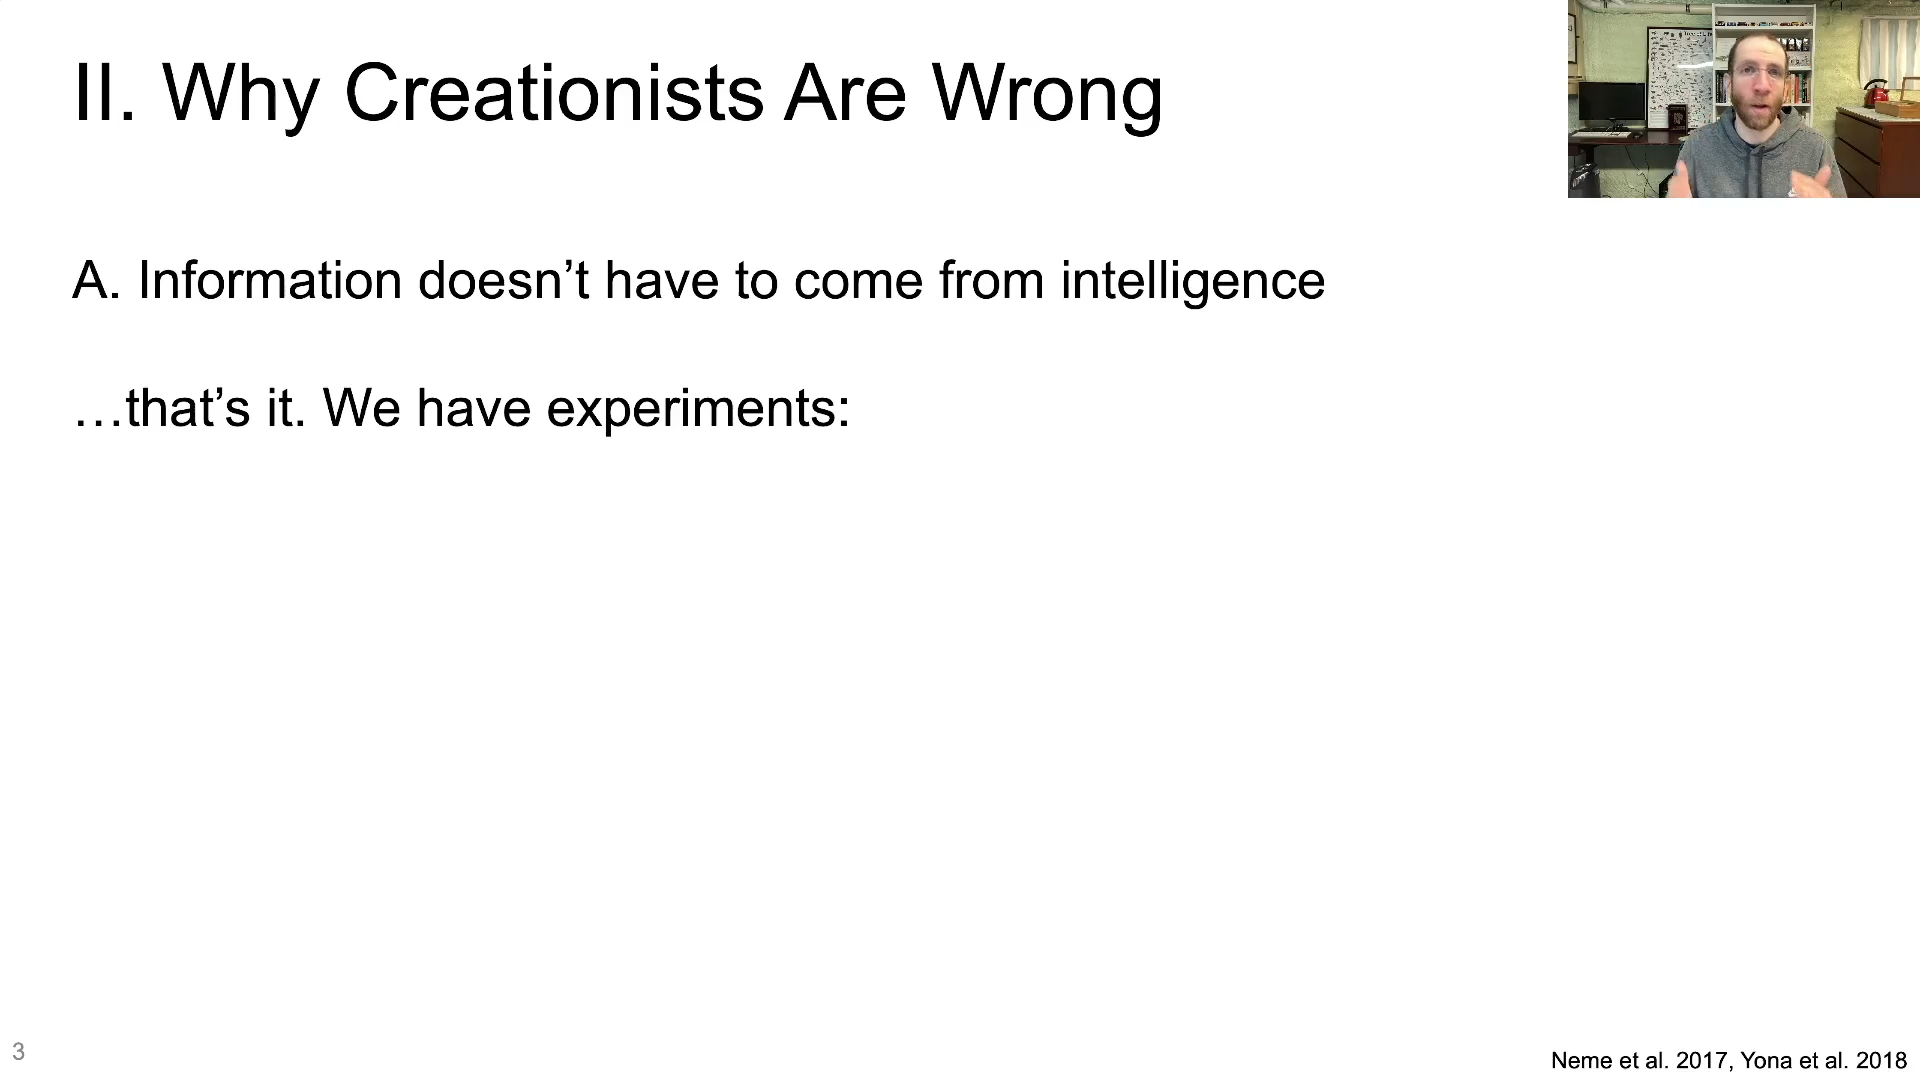 II. Why Creationists Are Wrong
A. Information doesn’t have to come from intelligence
…that’s it. We have experiments:
3
Neme et al. 2017, Yona et al. 2018